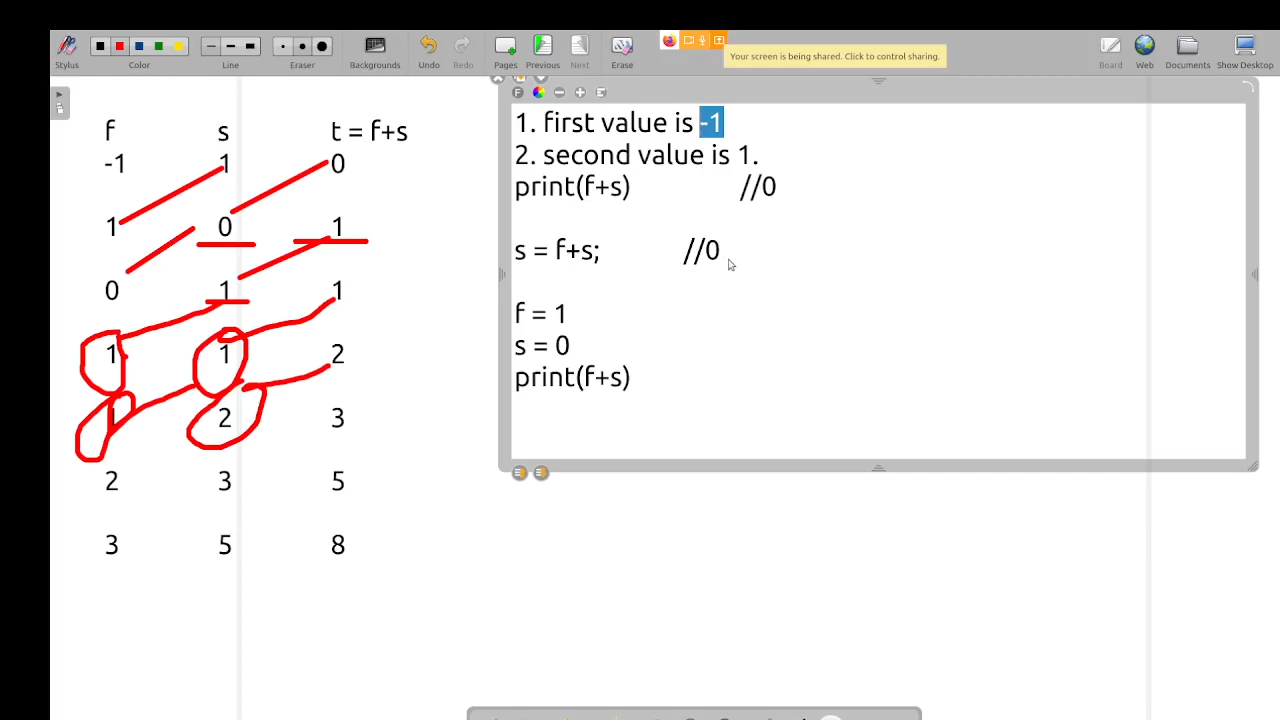 Stylus
Color
Line
Eraser
Backgrounds
Undo
Redo
Pages
Previous
Next
Erase
Your screen is being shared. Click to control sharing.
Board
Web
Documents
Show Desktop
f s t = f+s
-1 1 0
1 0 1
0 1 1
1 1 2
1 2 3
2 3 5
3 5 8
F
1. first value is -1
2. second value is 1.
print(f+s) //0
s = f+s; //0
f = 1
s = 0
print(f+s)